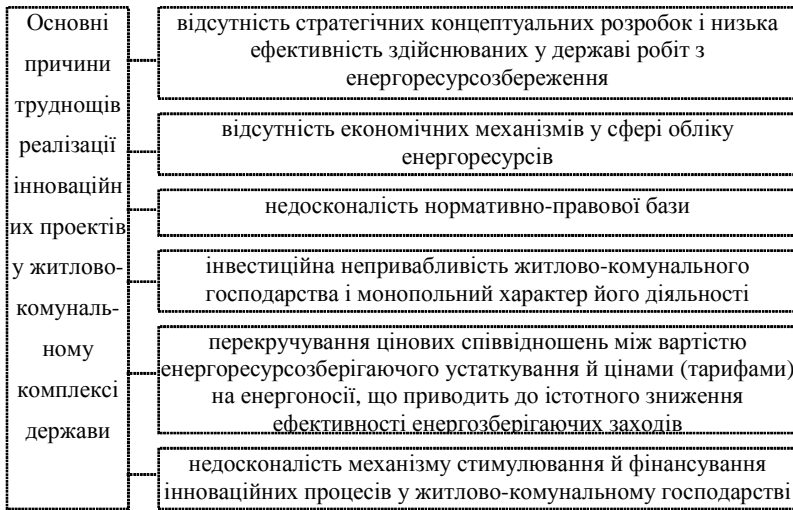 Основні
причини
труднощів
реалізації
інноваційн
их проектів
у житлово-
комуналь-
ному
комплексі
держави
відсутність стратегічних концептуальних розробок і низька
ефективність здійснюваних у державі робіт з
енергоресурсозбереження
відсутність економічних механізмів у сфері обліку
енергоресурсів
недосконалість нормативно-правової бази
інвестиційна непривабливість житлово-комунального
господарства і монопольний характер його діяльності
перекручування цінових співвідношень між вартістю
енергоресурсозберігаючого устаткування й цінами (тарифами)
на енергоносії, що приводить до істотного зниження
ефективності енергозберігаючих заходів
недосконалість механізму стимулювання й фінансування
інноваційних процесів у житлово-комунальному господарстві